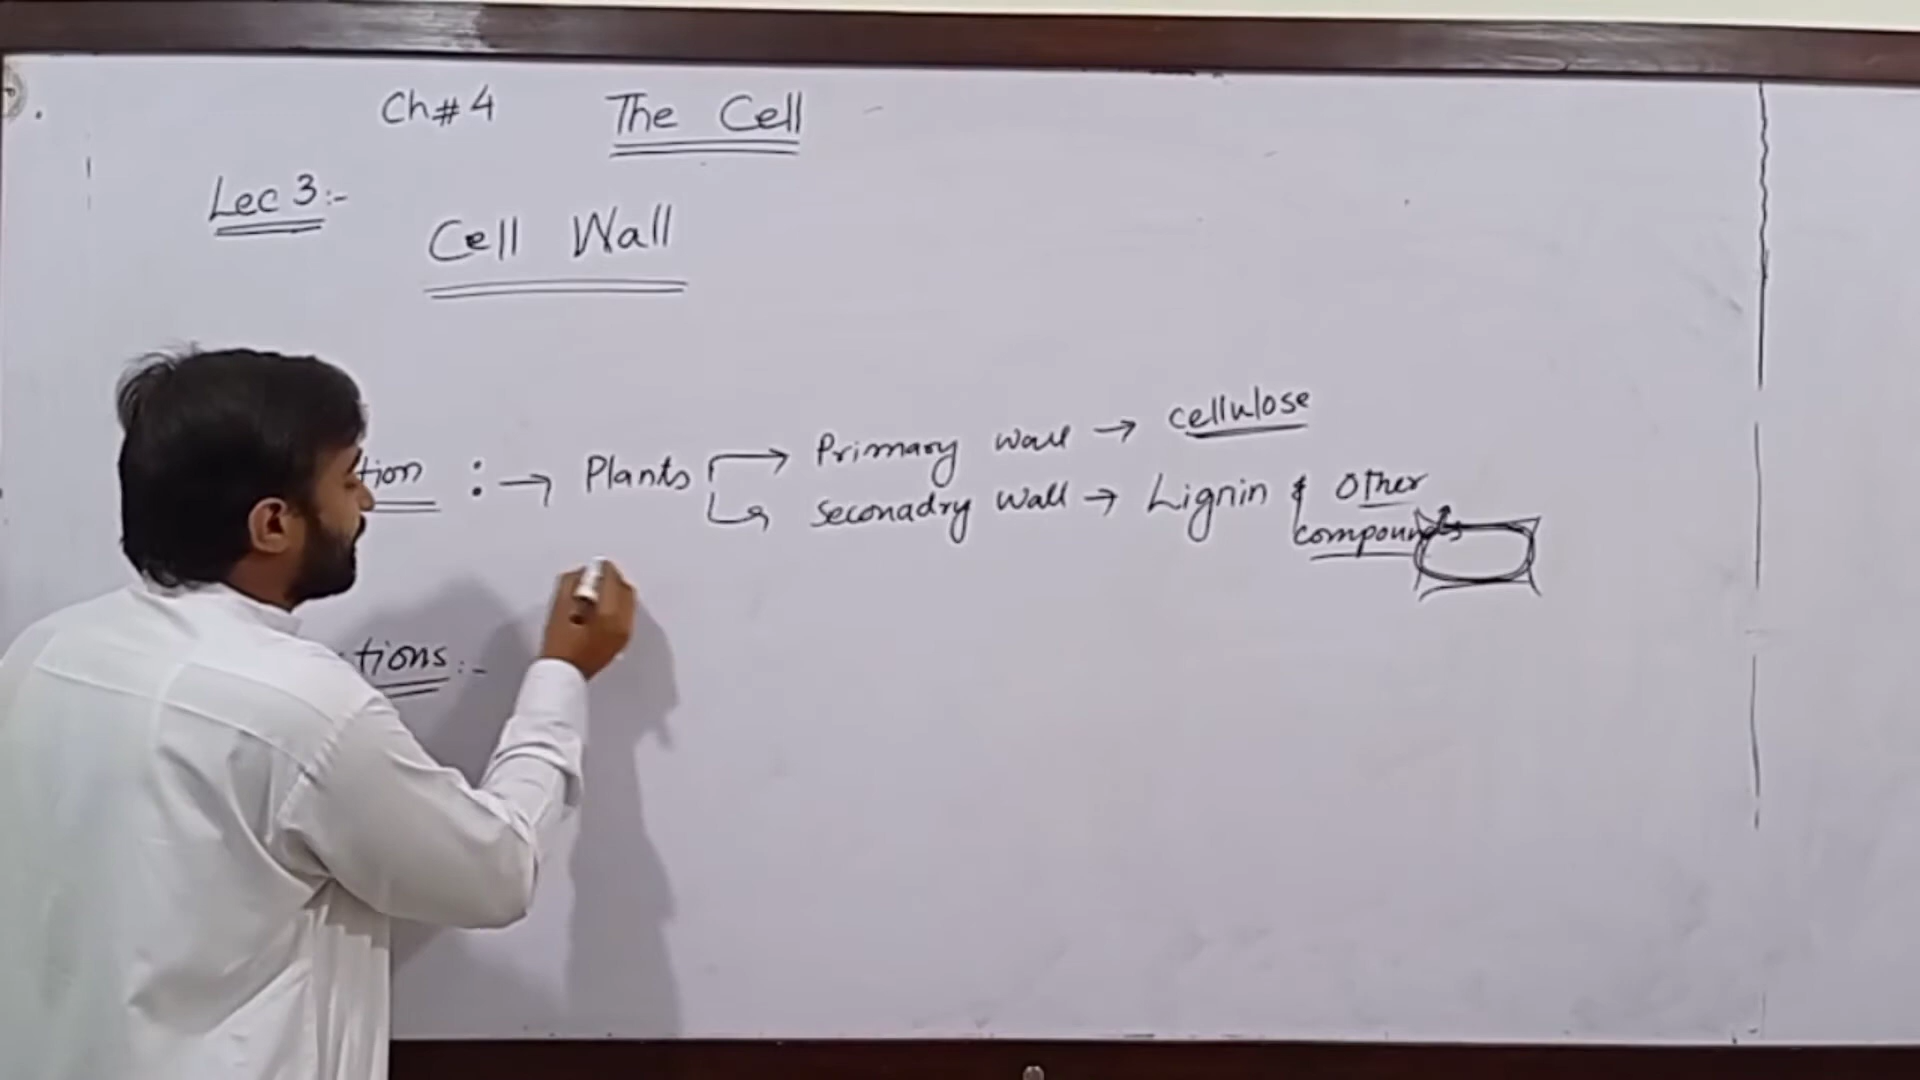 Ch# 4 The Cell
Lec 3:-
Cell Wall
tion : → Plants → Primary wall → cellulose
↳ seconadry wall → Lignin & Other
compounds
tions:-